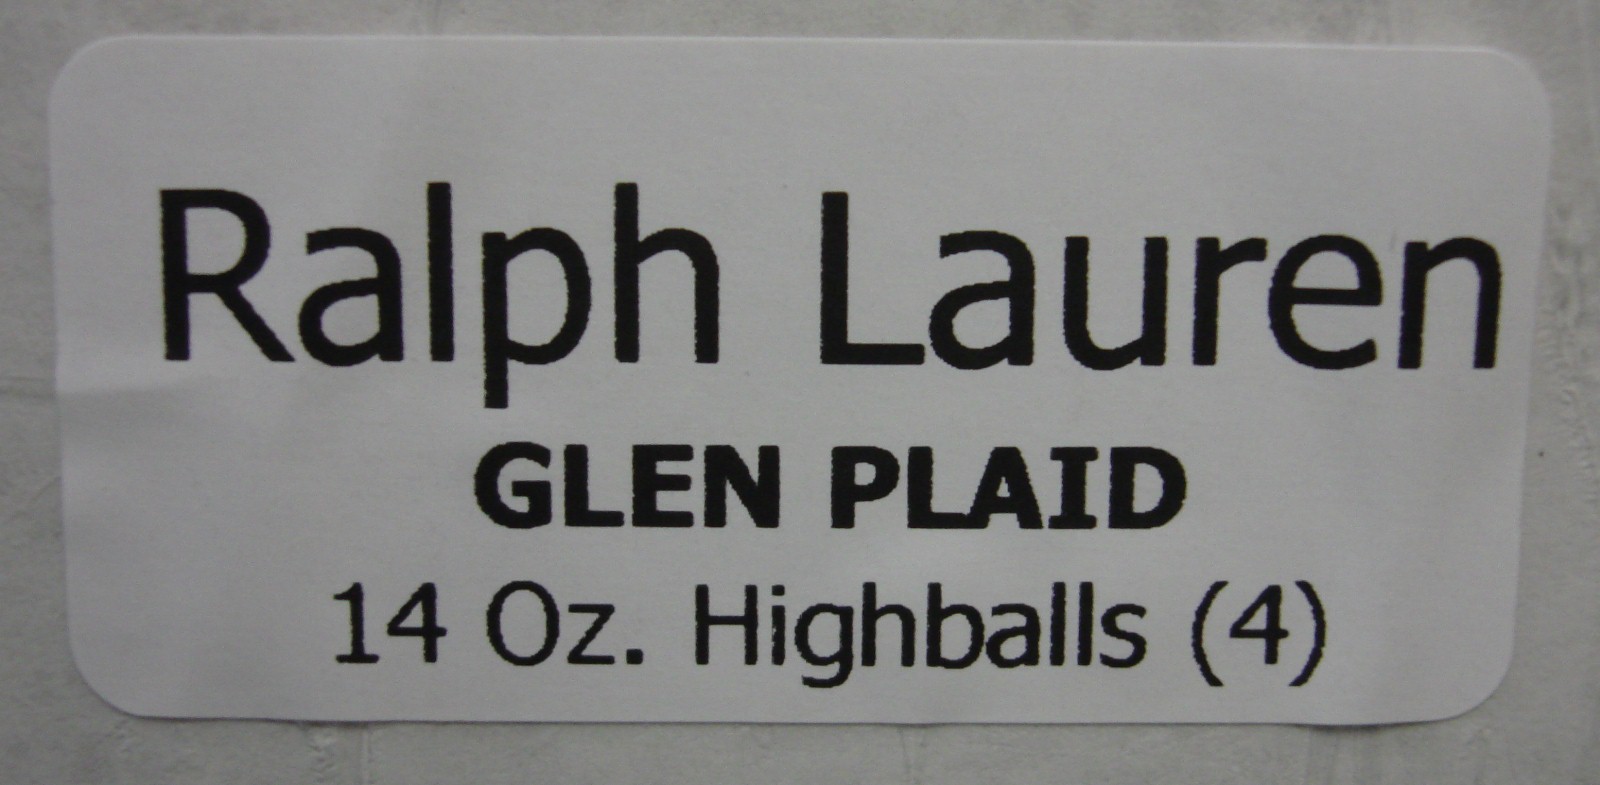 Ralph Lauren
GLEN PLAID
14 Oz. Highballs (4)